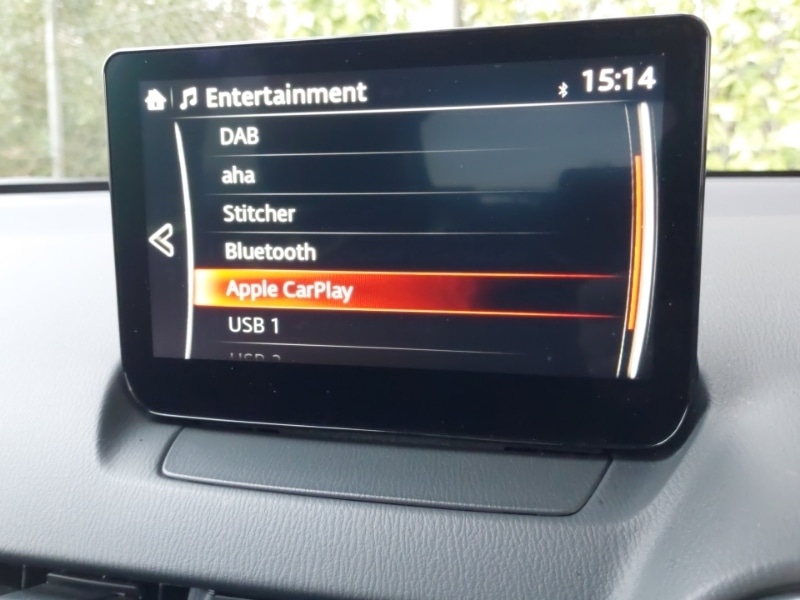 Entertainment 15:14
DAB
aha
Stitcher
Bluetooth
Apple CarPlay
USB 1